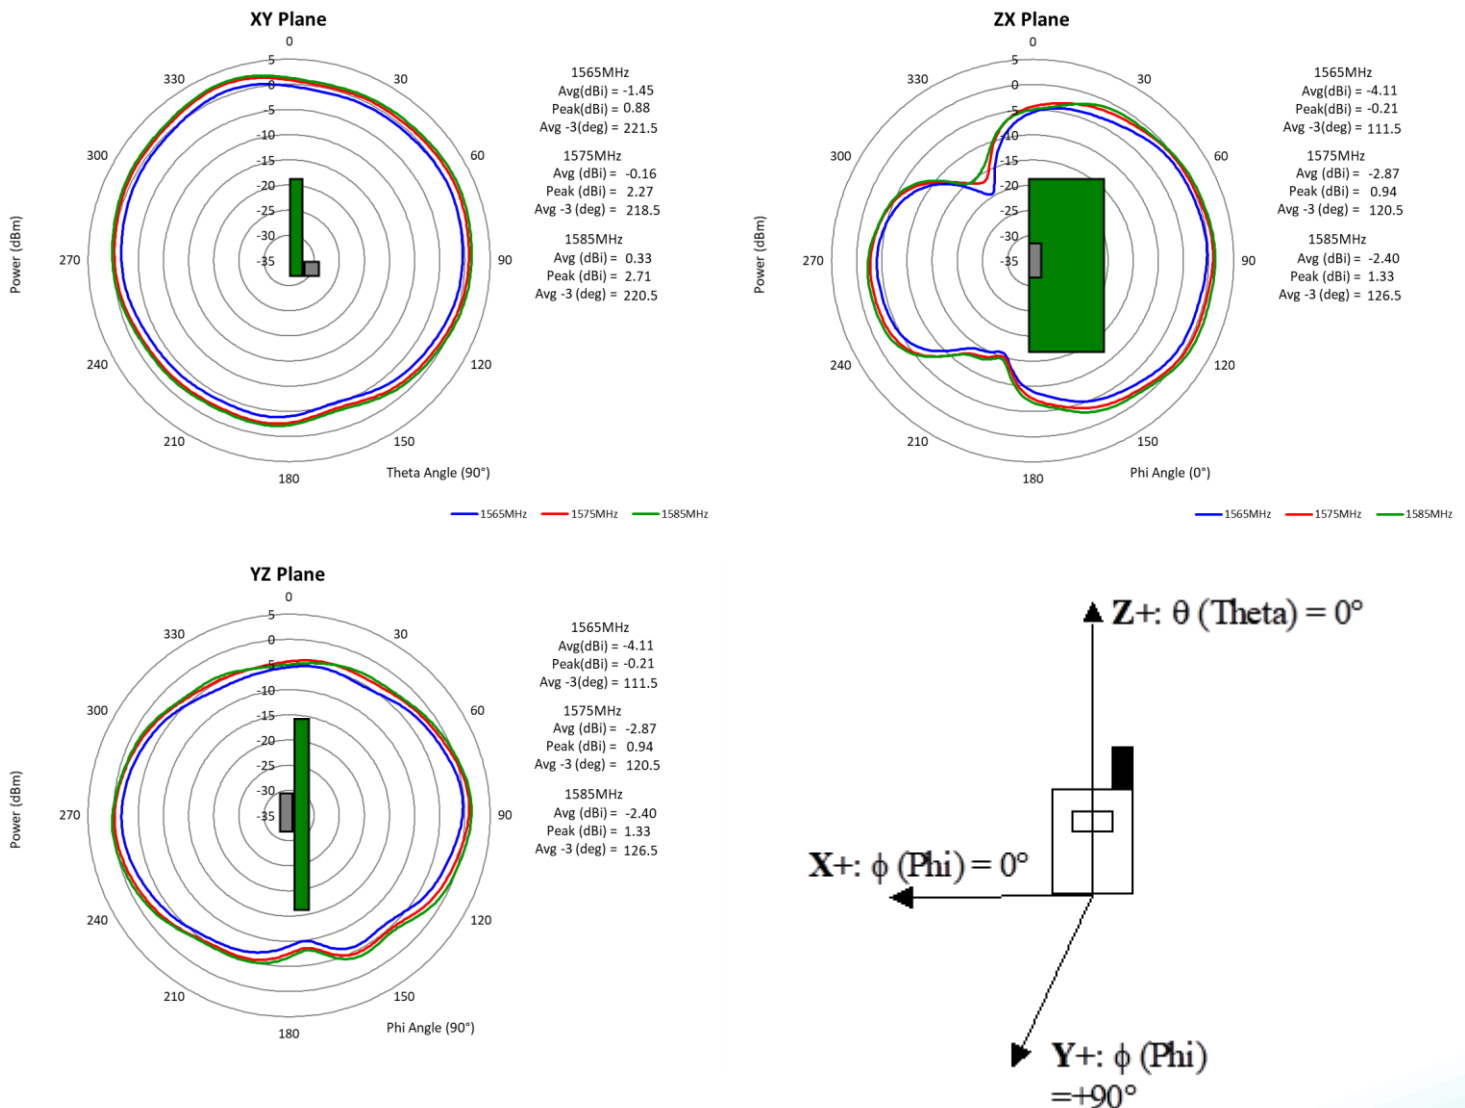 XY Plane
0
5
0
-5
-10
-15
-20
-25
-30
-35
30
60
90
120
150
180
210
240
270
300
330
Power (dBm)
Theta Angle (90°)
1565MHz
Avg(dBi) = -1.45
Peak(dBi) = 0.88
Avg -3(deg) = 221.5
1575MHz
Avg (dBi) = -0.16
Peak (dBi) = 2.27
Avg -3 (deg) = 218.5
1585MHz
Avg (dBi) = 0.33
Peak (dBi) = 2.71
Avg -3 (deg) = 220.5
1565MHz 1575MHz 1585MHz
ZX Plane
0
5
0
-5
-10
-15
-20
-25
-30
-35
30
60
90
120
150
180
210
240
270
300
330
Power (dBm)
Phi Angle (0°)
1565MHz
Avg(dBi) = -4.11
Peak(dBi) = -0.21
Avg -3(deg) = 111.5
1575MHz
Avg (dBi) = -2.87
Peak (dBi) = 0.94
Avg -3 (deg) = 120.5
1585MHz
Avg (dBi) = -2.40
Peak (dBi) = 1.33
Avg -3 (deg) = 126.5
1565MHz 1575MHz 1585MHz
YZ Plane
0
5
0
-5
-10
-15
-20
-25
-30
-35
30
60
90
120
150
180
210
240
270
300
330
Power (dBm)
Phi Angle (90°)
1565MHz
Avg(dBi) = -4.11
Peak(dBi) = -0.21
Avg -3(deg) = 111.5
1575MHz
Avg (dBi) = -2.87
Peak (dBi) = 0.94
Avg -3 (deg) = 120.5
1585MHz
Avg (dBi) = -2.40
Peak (dBi) = 1.33
Avg -3 (deg) = 126.5
Z+: θ (Theta) = 0°
X+: ϕ (Phi) = 0°
Y+: ϕ (Phi)
=+90°